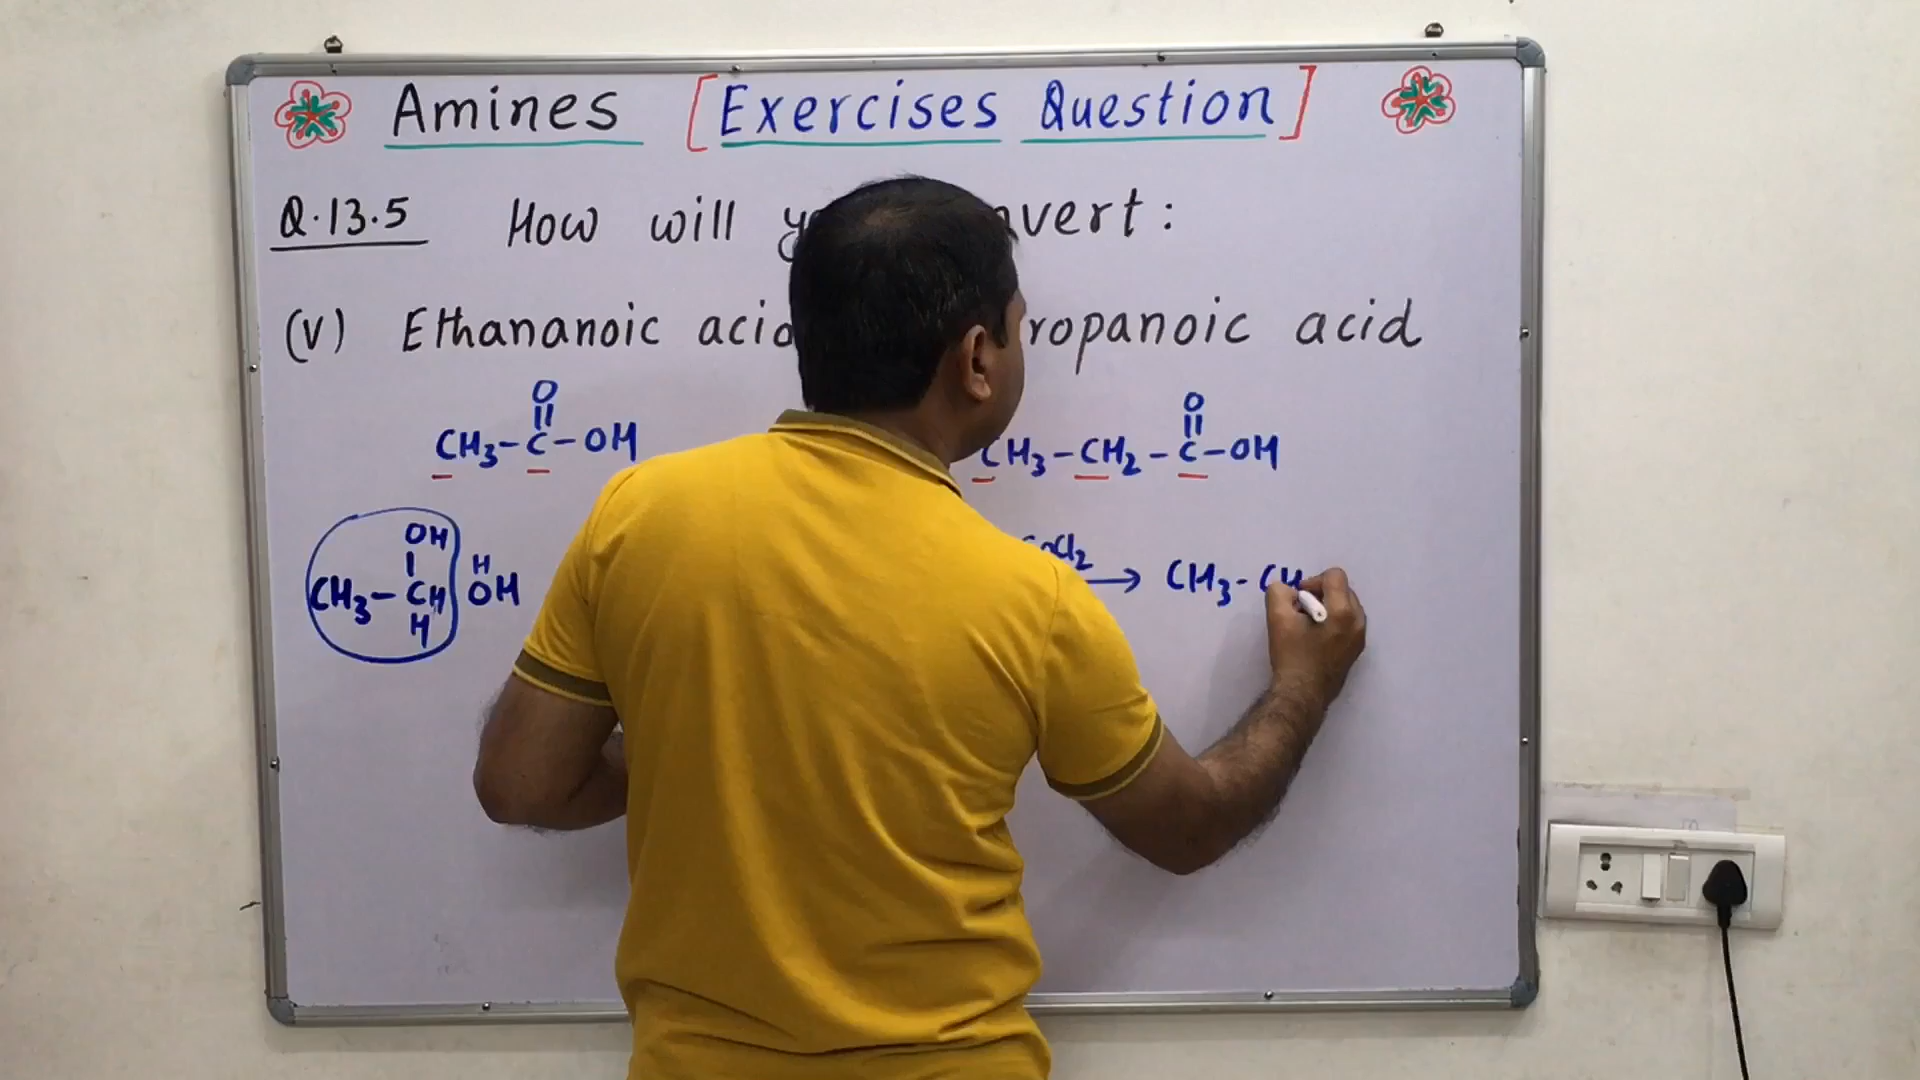 Amines [Exercises Question]
Q.13.5 How will vert:
(V) Ethananoic acid ropanoic acid
O O
|| ||
CH3-C-OH CH3-CH2-C-OH
OH
| H
CH3-CH OH CH3-CH
H